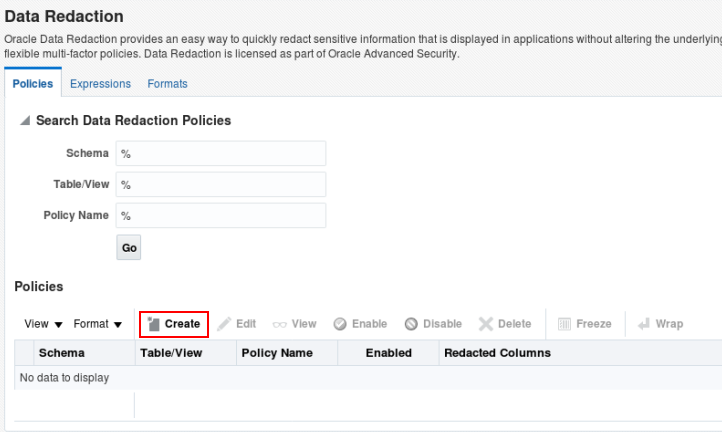 Data Redaction
Oracle Data Redaction provides an easy way to quickly redact sensitive information that is displayed in applications without altering the underlying
flexible multi-factor policies. Data Redaction is licensed as part of Oracle Advanced Security.
Policies Expressions Formats
Search Data Redaction Policies
Schema %
Table/View %
Policy Name %
Go
Policies
View Format Create Edit View Enable Disable Delete Freeze Wrap
Schema Table/View Policy Name Enabled Redacted Columns
No data to display